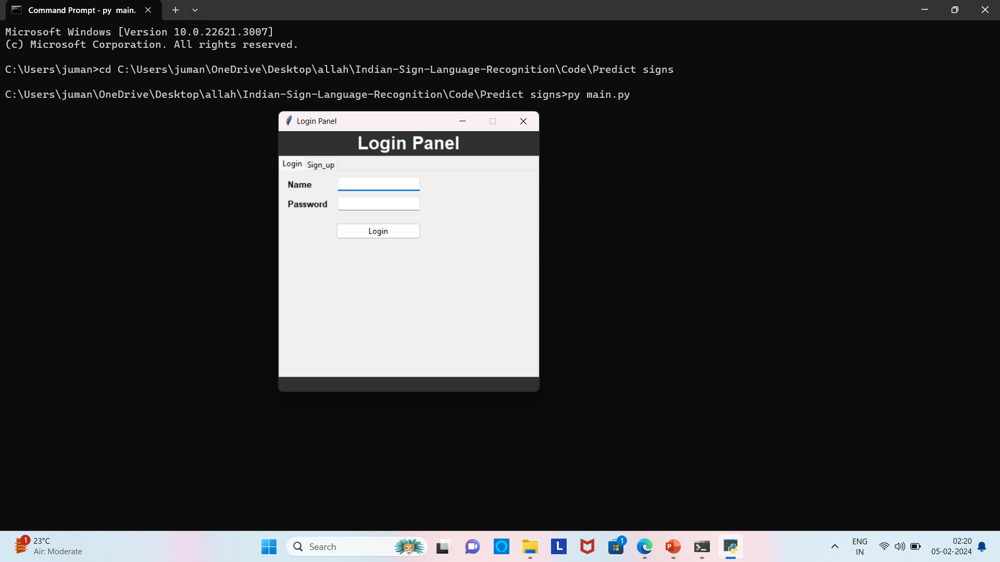 Command Prompt - py  main.
Microsoft Windows [Version 10.0.22621.3007]
(c) Microsoft Corporation. All rights reserved.
C:\Users\juman>cd C:\Users\juman\OneDrive\Desktop\allah\Indian-Sign-Language-Recognition\Code\Predict signs
C:\Users\juman\OneDrive\Desktop\allah\Indian-Sign-Language-Recognition\Code\Predict signs>py main.py
Login Panel
Login Panel
Login Sign_up
Name
Password
Login
1
23°C
Air: Moderate
Search
L
1
P
ENG
IN
02:20
05-02-2024